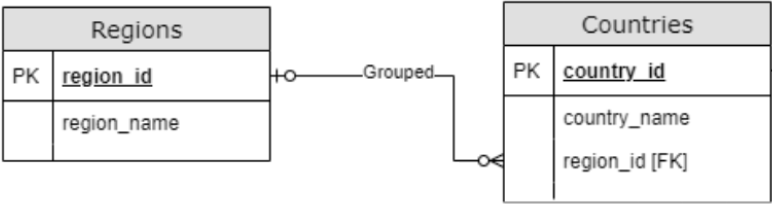 Regions
PK region_id
region_name
Grouped
Countries
PK country_id
country_name
region_id [FK]